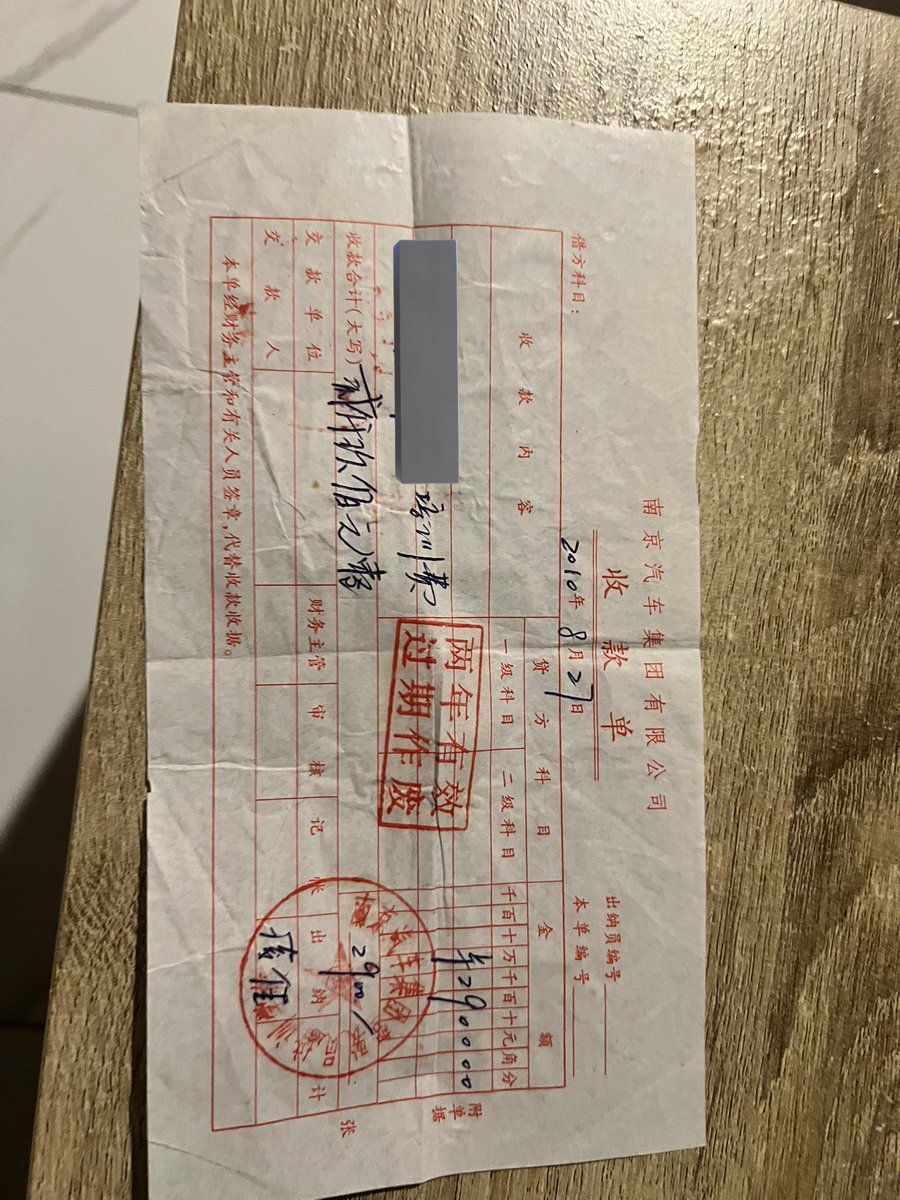 南京汽车集团有限公司
收款单
出纳员编号
本单编号
借方科目：
2010年8月27日
收款内容 贷方科目 金额
一级科目 二级科目 千百十万千百十元角分
培训费 ¥290000
两年有效
过期作废
收款合计(大写) 贰仟玖佰元整 2900/
交款单位 财务主管 审核 记帐 出纳 计
交款人
附单据 张
本单经财务主管和有关人员签章，代替收款收据。